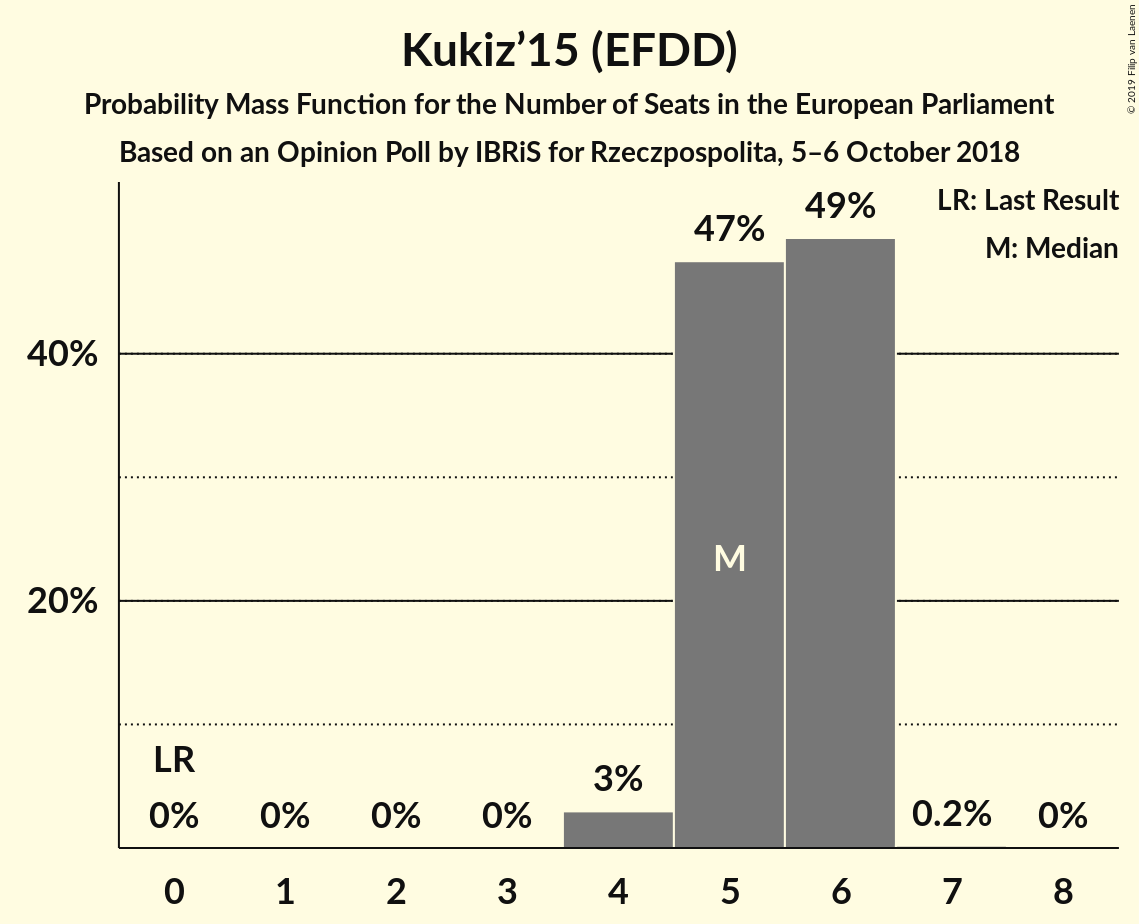 Kukiz’15 (EFDD)
Probability Mass Function for the Number of Seats in the European Parliament
Based on an Opinion Poll by IBRiS for Rzeczpospolita, 5–6 October 2018
© 2019 Filip van Laenen
LR: Last Result
M: Median
47%
49%
40%
M
20%
LR
0%
0%
0%
0%
3%
0.2%
0%
0
1
2
3
4
5
6
7
8